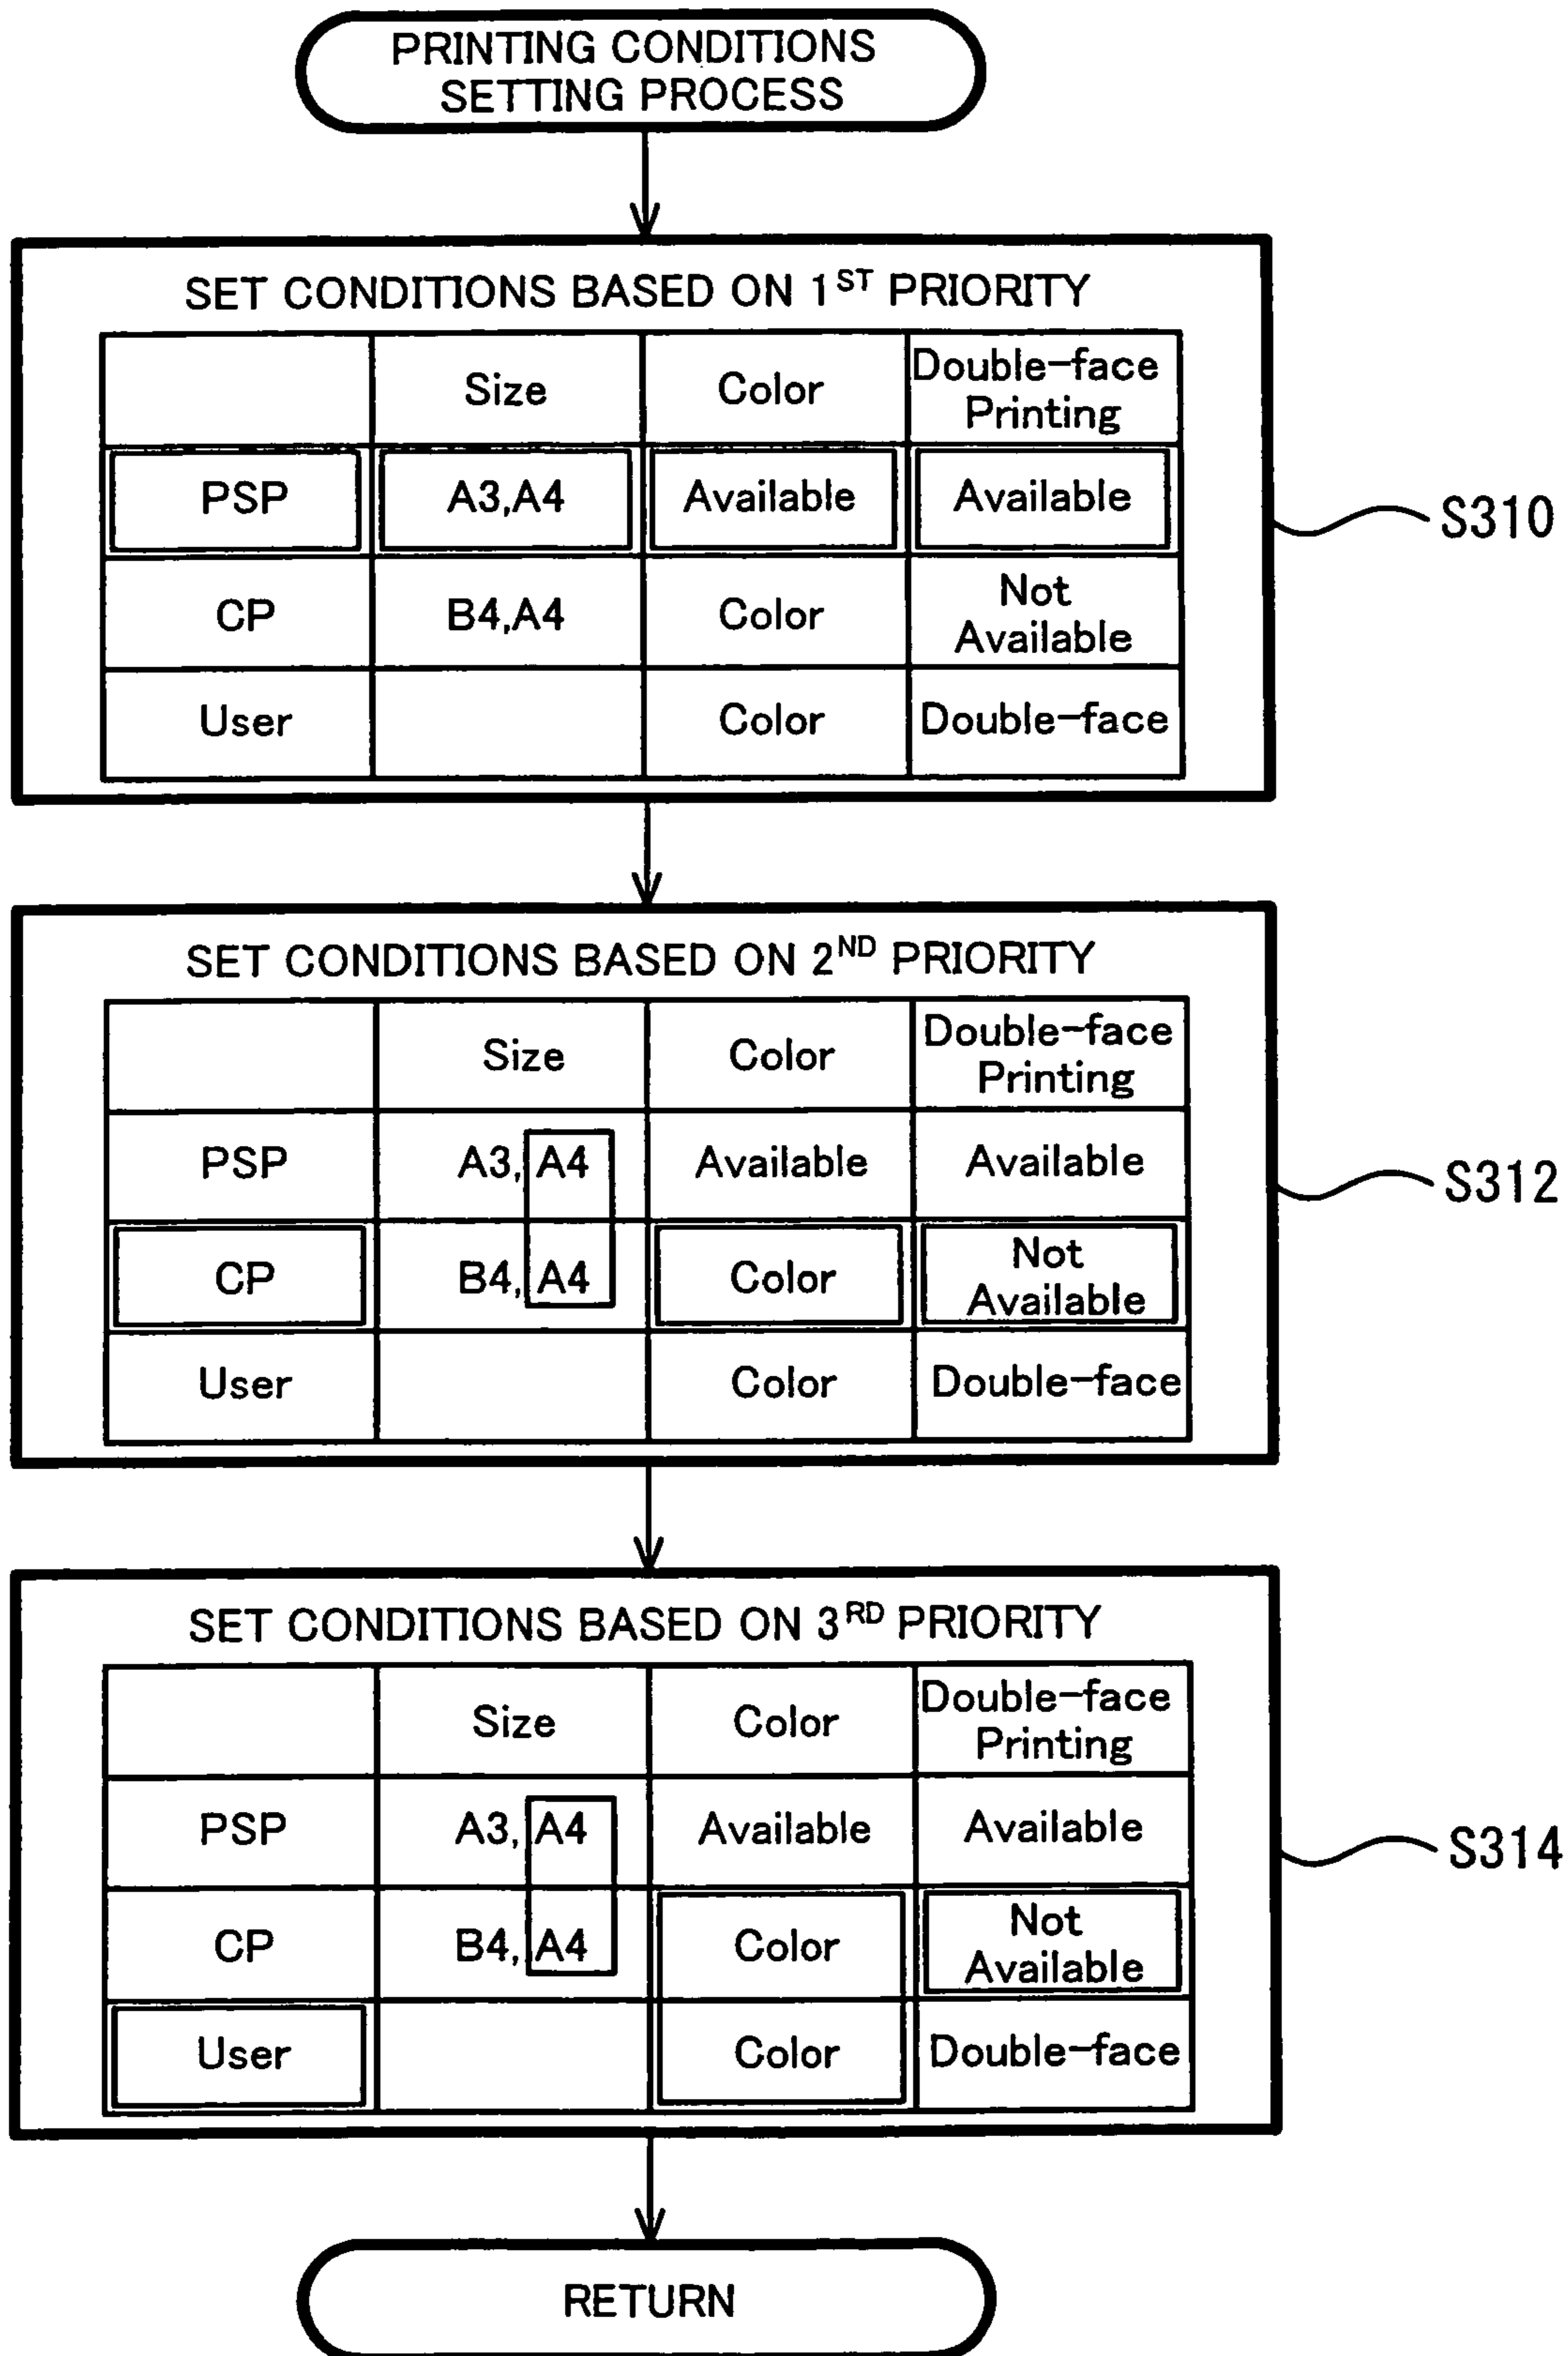 PRINTING CONDITIONS
SETTING PROCESS
SET CONDITIONS BASED ON 1ST PRIORITY
Size Color Double-face
Printing
PSP A3,A4 Available Available
S310
CP B4,A4 Color Not
Available
User Color Double-face
SET CONDITIONS BASED ON 2ND PRIORITY
Size Color Double-face
Printing
PSP A3, A4 Available Available
S312
CP B4, A4 Color Not
Available
User Color Double-face
SET CONDITIONS BASED ON 3RD PRIORITY
Size Color Double-face
Printing
PSP A3, A4 Available Available
S314
CP B4, A4 Color Not
Available
User Color Double-face
RETURN